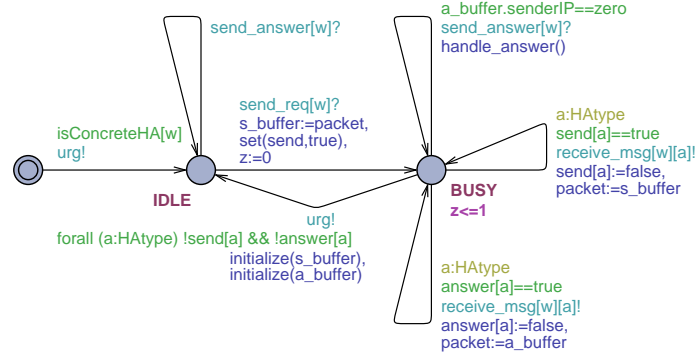 a_buffer.senderIP==zero
send_answer[w]?
handle_answer()
send_answer[w]?
send_req[w]?
s_buffer:=packet,
set(send,true),
z:=0
isConcreteHA[w]
urg!
a:HAtype
send[a]==true
receive_msg[w][a]!
send[a]:=false,
packet:=s_buffer
IDLE
BUSY
z<=1
urg!
forall (a:HAtype) !send[a] && !answer[a]
initialize(s_buffer),
initialize(a_buffer)
a:HAtype
answer[a]==true
receive_msg[w][a]!
answer[a]:=false,
packet:=a_buffer